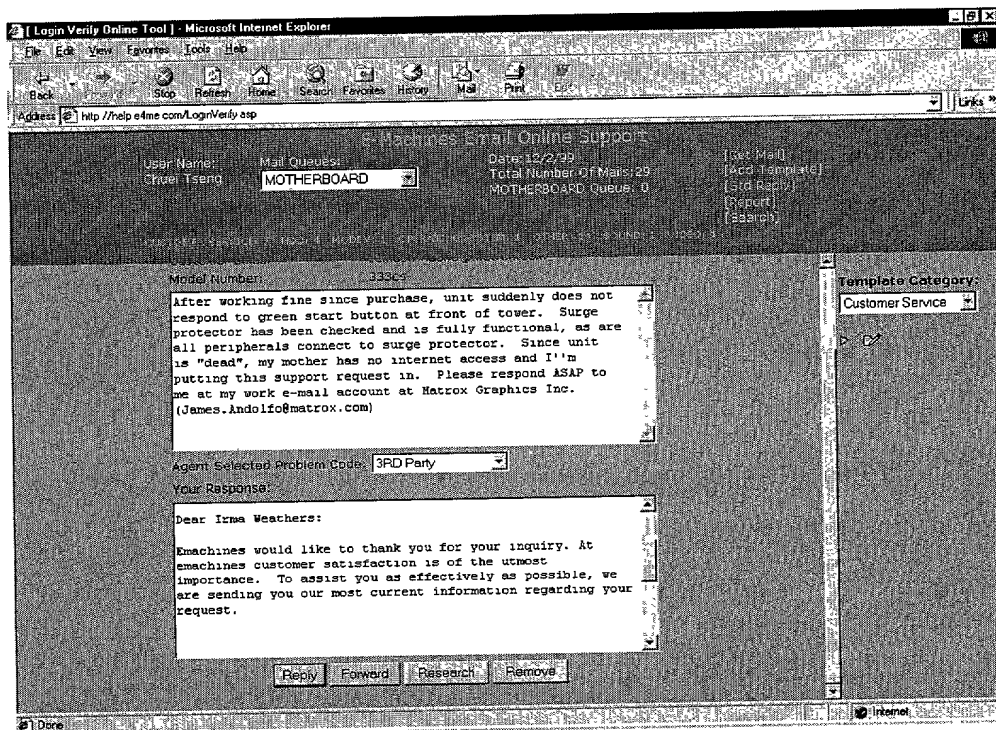 [ Login Verify Online Tool ] - Microsoft Internet Explorer
File Edit View Favorites Tools Help
Back Stop Refresh Home Search Favorites History Mail Print Edit
Address http //help e4me com/LoginVerify asp Links »
e-Machines Email Online Support
User Name: Mail Queues: Date: 12/2/99 [Get Mail]
Chuei Tseng MOTHERBOARD Total Number Of Mails: 29 [Add Template]
MOTHERBOARD Queue: 0 [Std Reply]
[Report]
[Search]
Model Number:
After working fine since purchase, unit suddenly does not
respond to green start button at front of tower. Surge
protector has been checked and is fully functional, as are
all peripherals connect to surge protector. Since unit
is "dead", my mother has no internet access and I''m
putting this support request in. Please respond ASAP to
me at my work e-mail account at Matrox Graphics Inc.
(James.Andolfo@matrox.com)
Template Category:
Customer Service
Agent Selected Problem Code: 3RD Party
Your Response:
Dear Irma Weathers:
Emachines would like to thank you for your inquiry. At
emachines customer satisfaction is of the utmost
importance. To assist you as effectively as possible, we
are sending you our most current information regarding your
request.
Reply Forward Research Remove
Done Internet